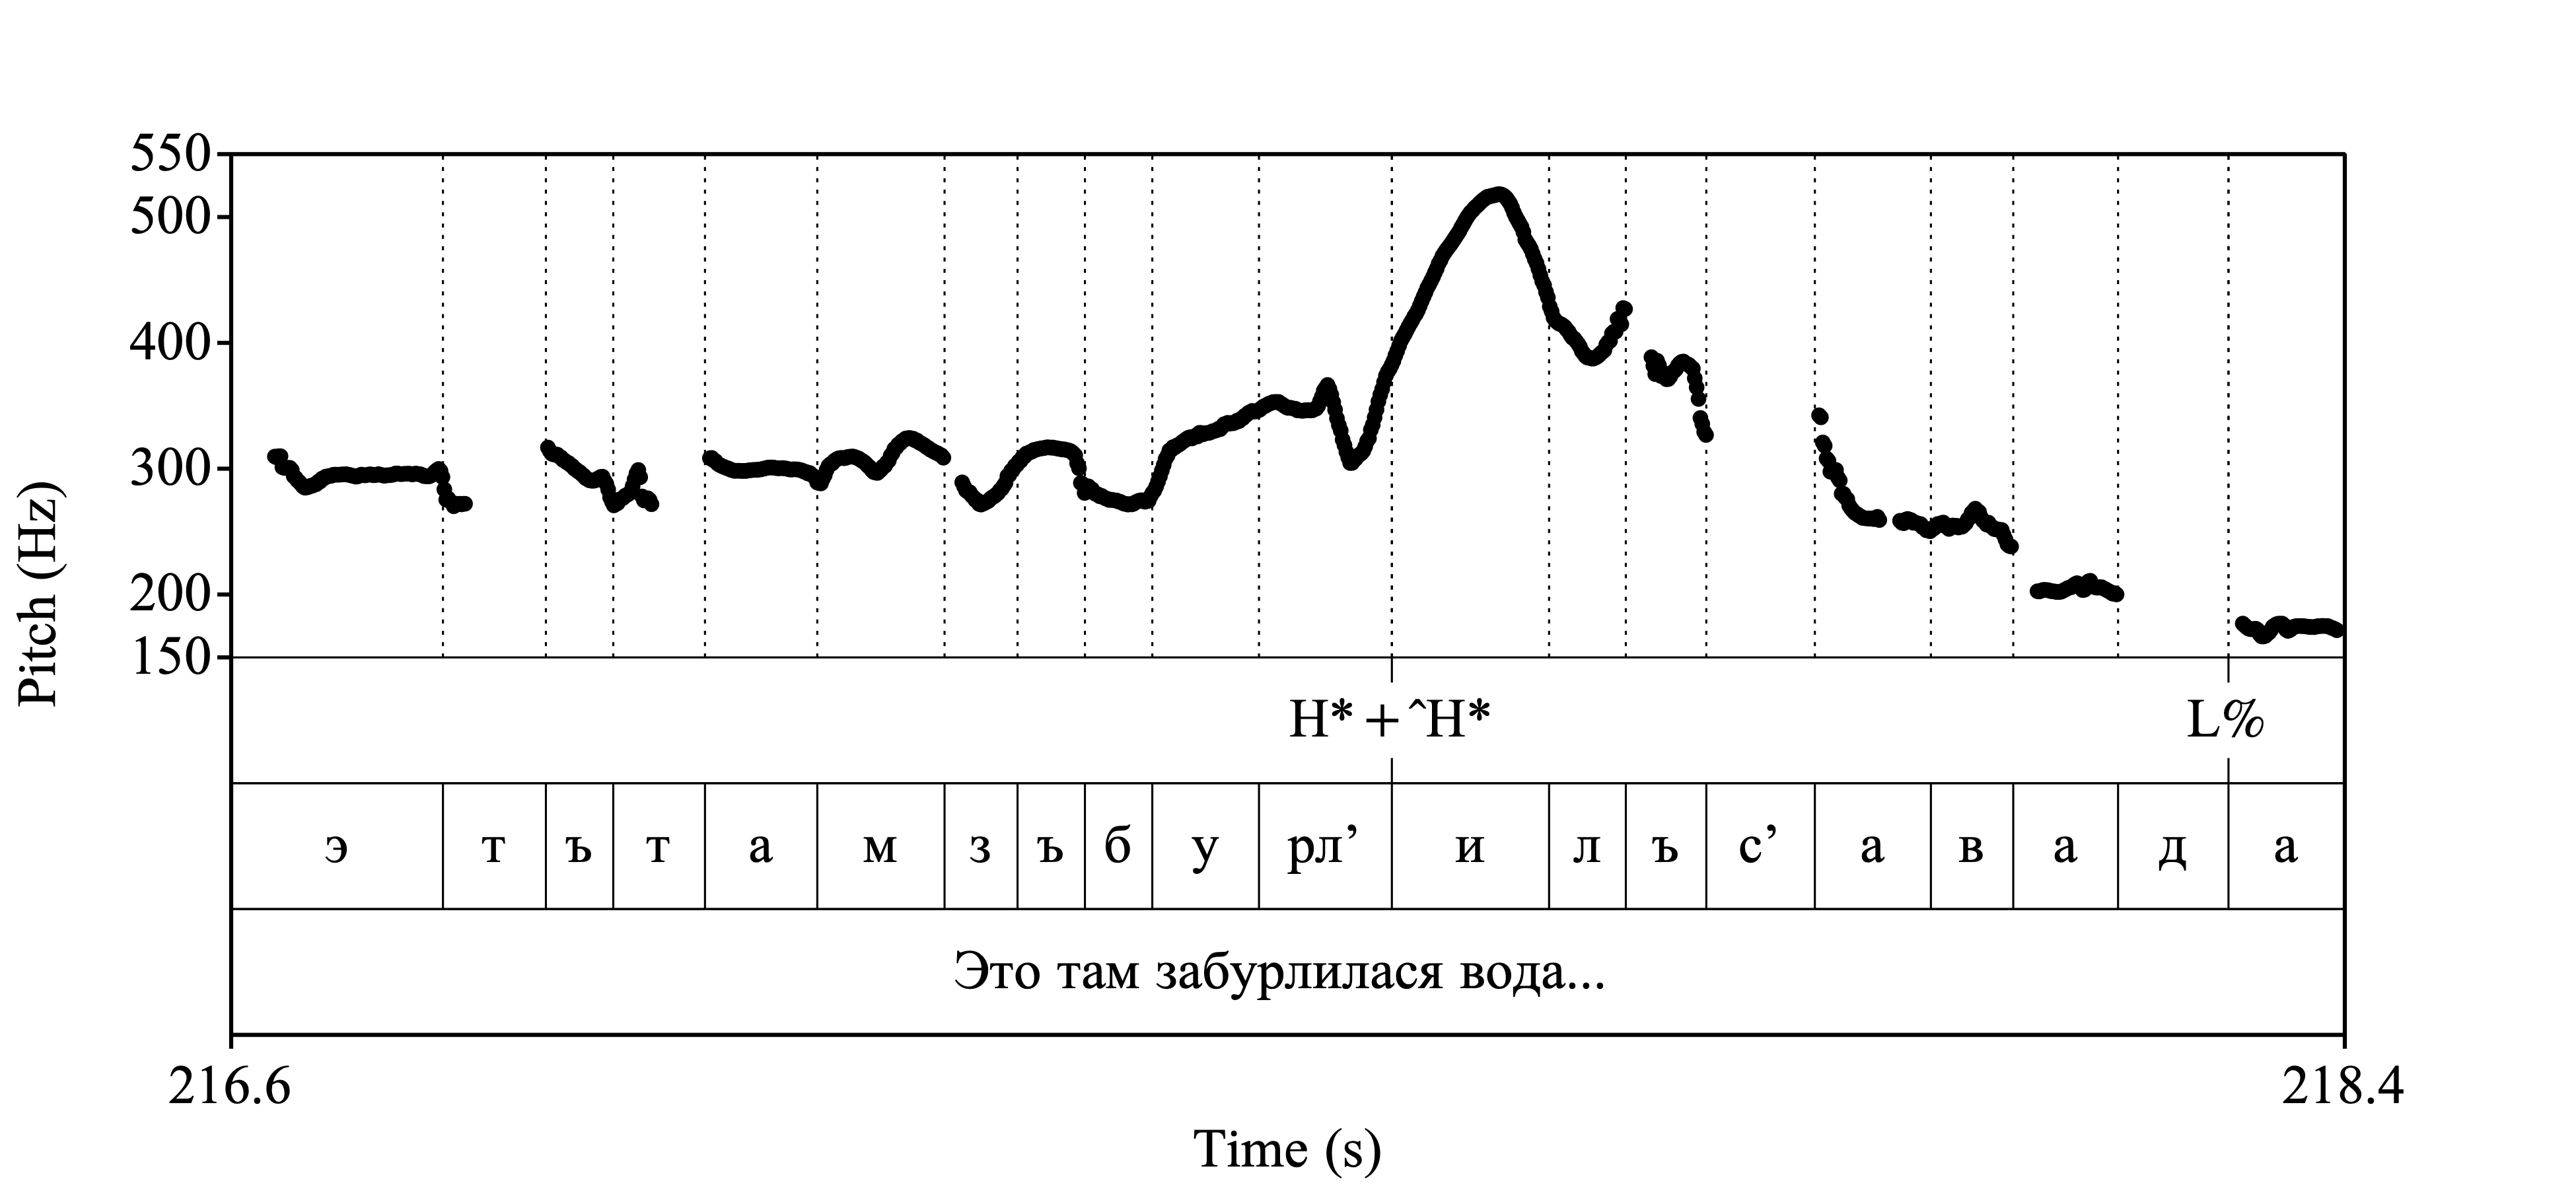 550
500
400
300
200
150
Pitch (Hz)
H* + ^H* L%
э т ъ т а м з ъ б у рл’ и л ъ с’ а в а д а
Это там забурлилася вода...
216.6 218.4
Time (s)